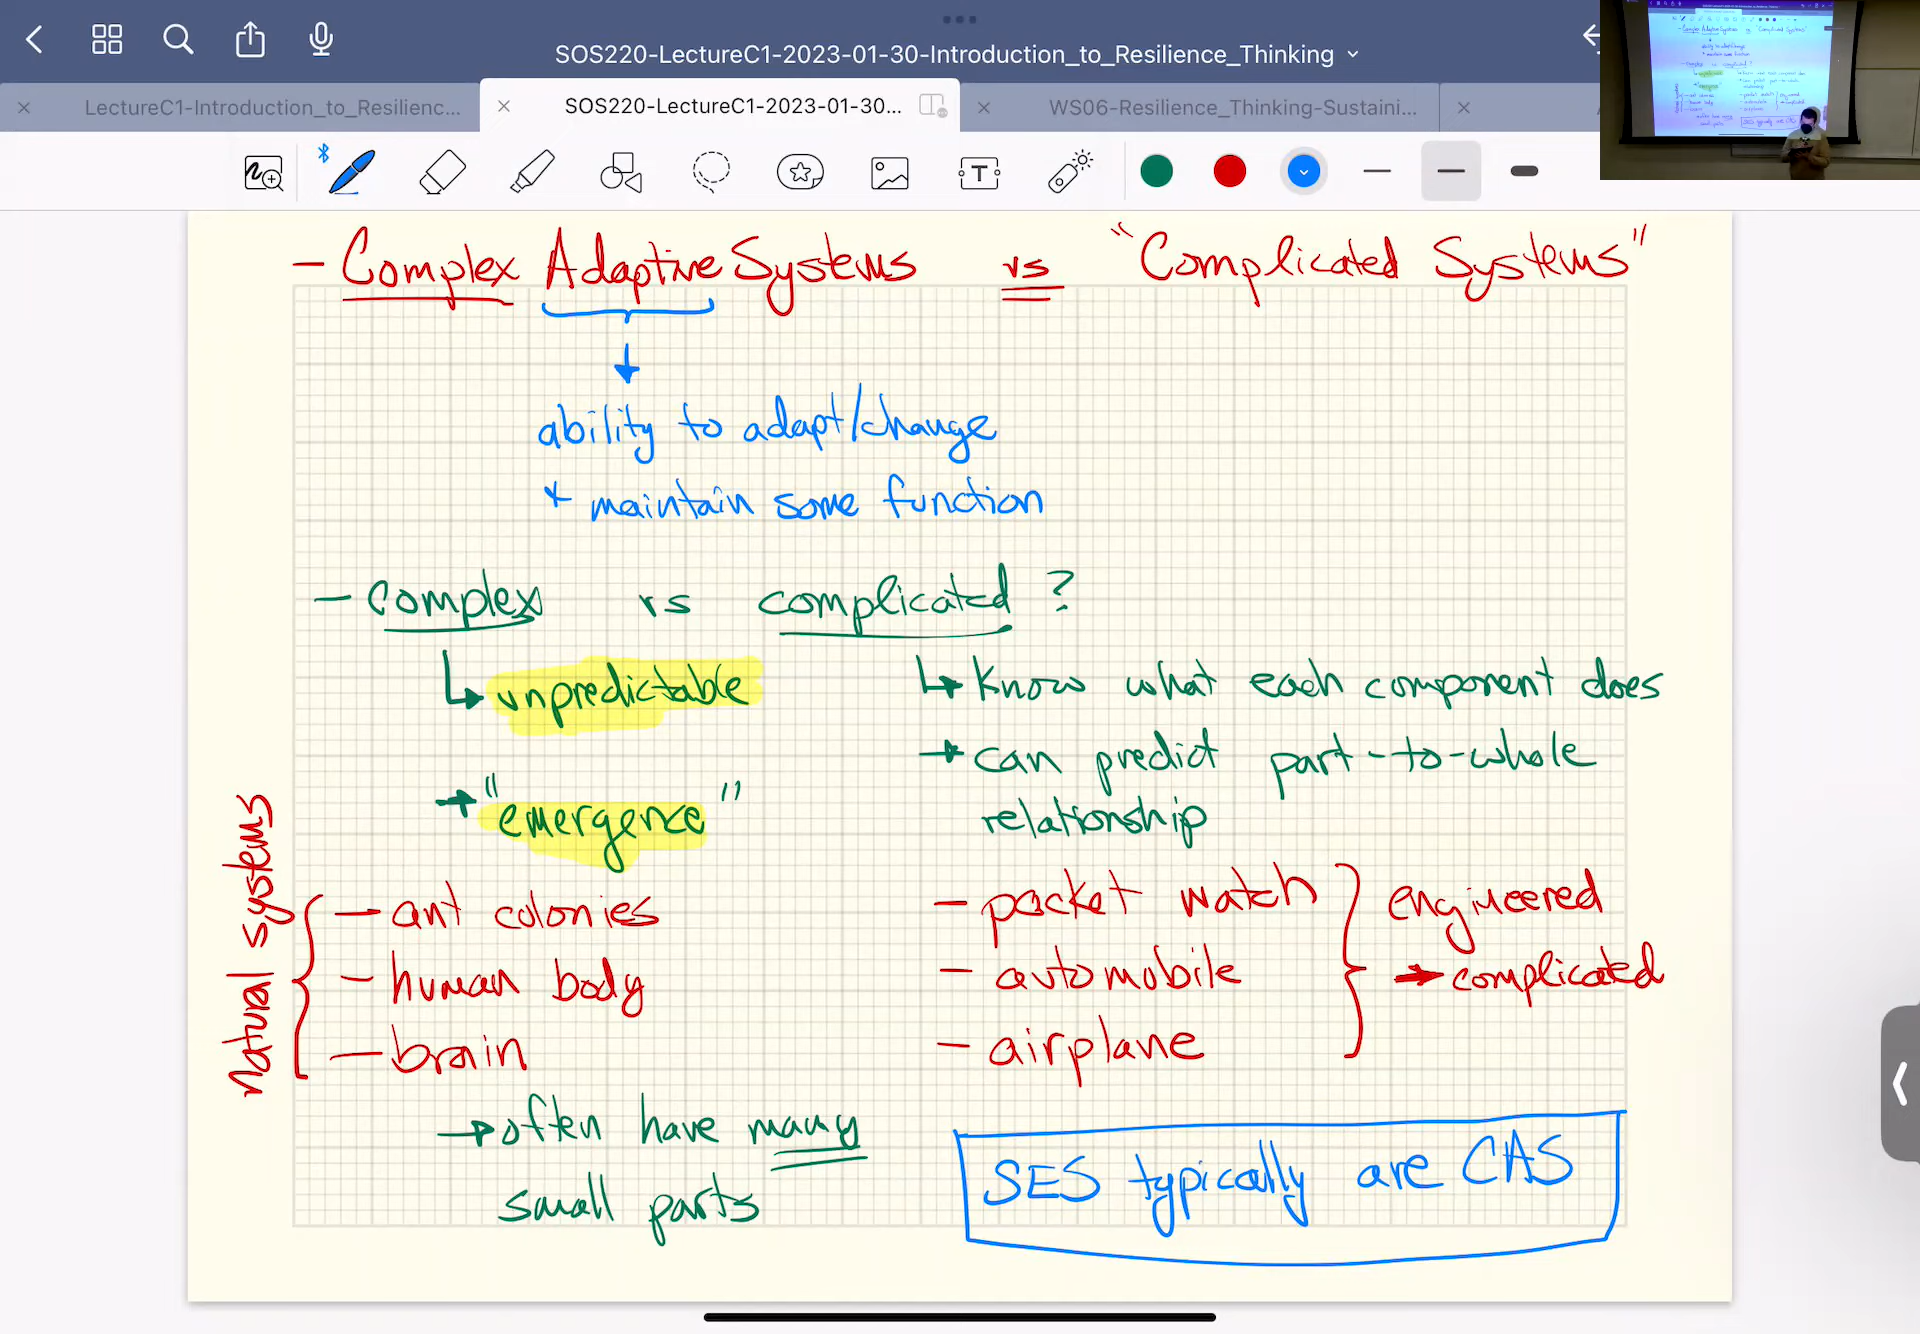 SOS220-LectureC1-2023-01-30-Introduction_to_Resilience_Thinking
LectureC1-Introduction_to_Resilienc...
SOS220-LectureC1-2023-01-30...
WS06-Resilience_Thinking-Sustaini...
- Complex Adaptive Systems vs "Complicated Systems"
ability to adapt/change
+ maintain some function
- Complex vs complicated ?
unpredictable
Know what each component does
can predict part-to-whole
relationship
"emergence"
Natural systems
- ant colonies
- human body
- brain
- pocket watch
- automobile
- airplane
engineered
→ complicated
→ often have many
small parts
SES typically are CAS